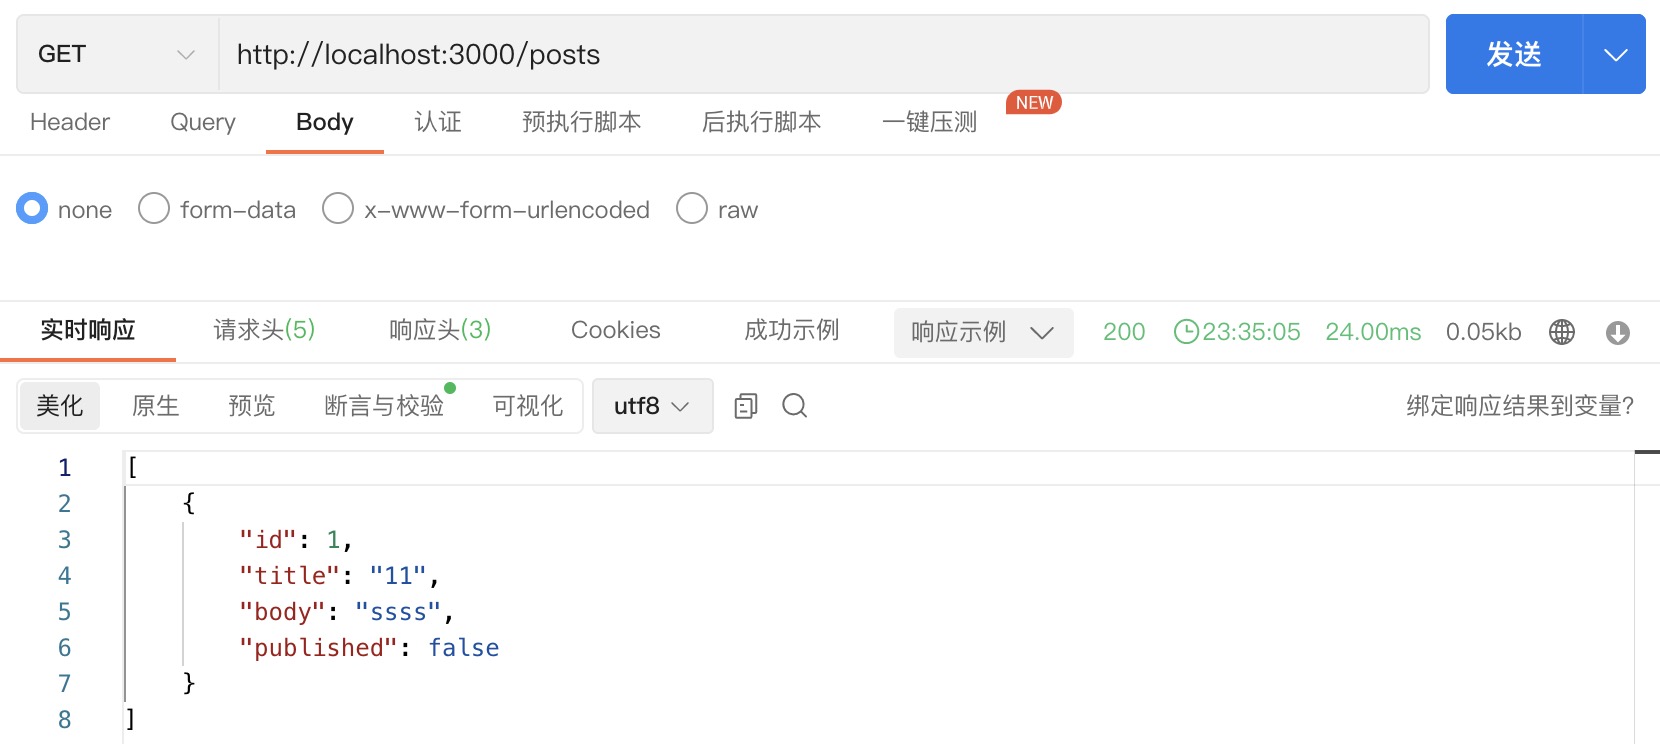 GET http://localhost:3000/posts 发送
Header Query Body 认证 预执行脚本 后执行脚本 一键压测 NEW
none form-data x-www-form-urlencoded raw
实时响应 请求头(5) 响应头(3) Cookies 成功示例 响应示例 200 23:35:05 24.00ms 0.05kb
美化 原生 预览 断言与校验 可视化 utf8 绑定响应结果到变量?
1 [
2 {
3 "id": 1,
4 "title": "11",
5 "body": "ssss",
6 "published": false
7 }
8 ]